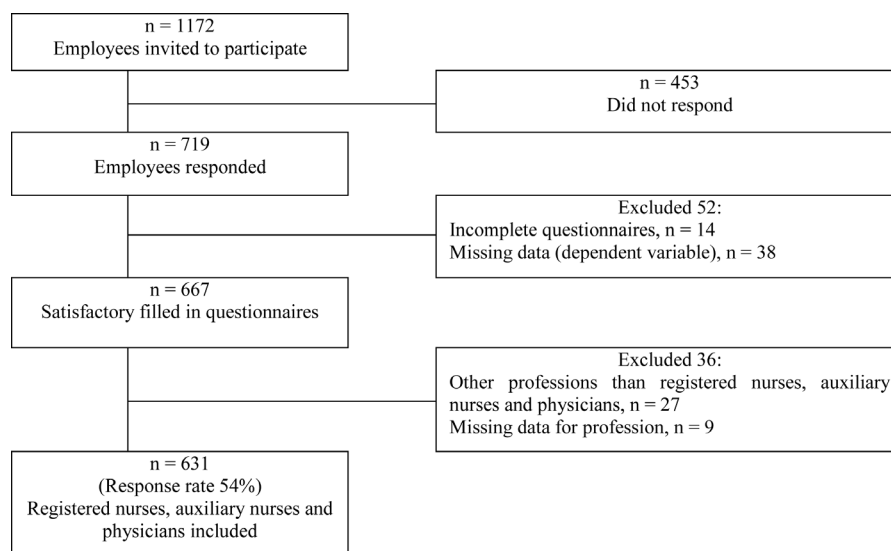 n = 1172
Employees invited to participate
n = 453
Did not respond
n = 719
Employees responded
Excluded 52:
Incomplete questionnaires, n = 14
Missing data (dependent variable), n = 38
n = 667
Satisfactory filled in questionnaires
Excluded 36:
Other professions than registered nurses, auxiliary
nurses and physicians, n = 27
Missing data for profession, n = 9
n = 631
(Response rate 54%)
Registered nurses, auxiliary nurses and
physicians included